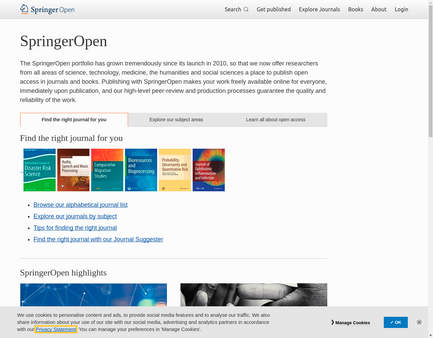 Springer Open
Search
Get published
Explore Journals
Books
About
Login
SpringerOpen
The SpringerOpen portfolio has grown tremendously since its launch in 2010, so that we now offer researchers
from all areas of science, technology, medicine, the humanities and social sciences a place to publish open
access in journals and books. Publishing with SpringerOpen makes your work freely available online for everyone,
immediately upon publication, and our high-level peer-review and production processes guarantee the quality and
reliability of the work.
Find the right journal for you
Explore our subject areas
Learn all about open access
Find the right journal for you
Disaster Risk
Science
Audio,
Speech and Music
Processing
Comparative
Migration
Studies
Bioresources
and
Bioprocessing
Probability,
Uncertainty and
Quantitative Risk
Journal of
Ophthalmic
Inflammation
and Infection
Browse our alphabetical journal list
Explore our journals by subject
Tips for finding the right journal
Find the right journal with our Journal Suggester
SpringerOpen highlights
We use cookies to personalise content and ads, to provide social media features and to analyse our traffic. We also
share information about your use of our site with our social media, advertising and analytics partners in accordance
with our Privacy Statement. You can manage your preferences in 'Manage Cookies'.
❯ Manage Cookies
✓ OK